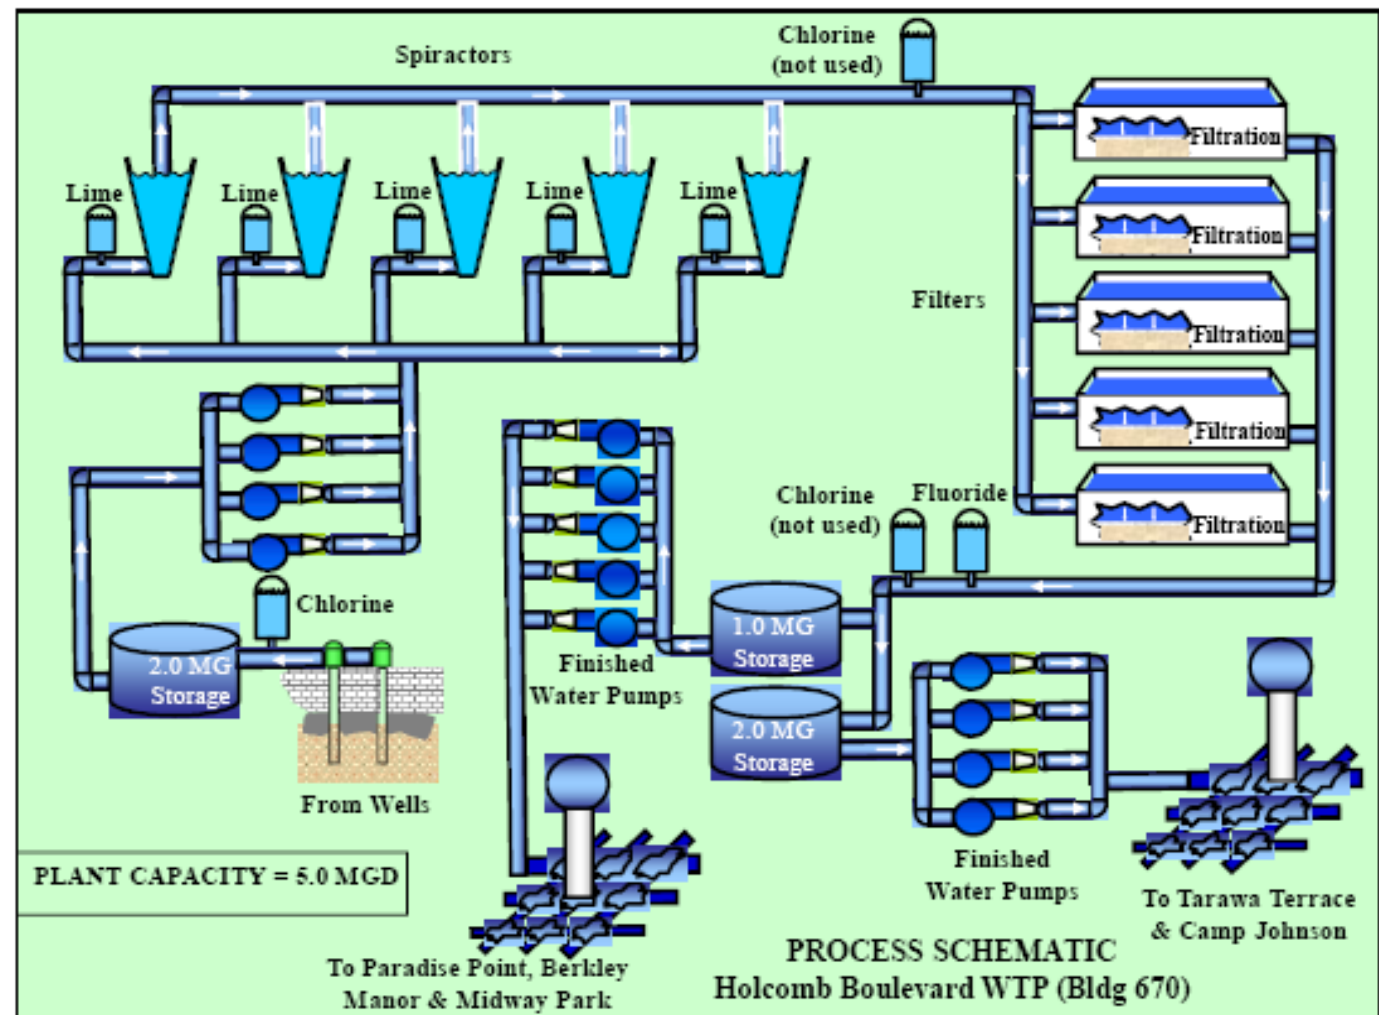 Spiractors
Chlorine
(not used)
Lime
Lime
Lime
Lime
Lime
Filtration
Filtration
Filtration
Filtration
Filtration
Filters
Chlorine
(not used)
Fluoride
Chlorine
2.0 MG
Storage
From Wells
Finished
Water Pumps
1.0 MG
Storage
2.0 MG
Storage
Finished
Water Pumps
To Tarawa Terrace
& Camp Johnson
PLANT CAPACITY = 5.0 MGD
To Paradise Point, Berkley
Manor & Midway Park
PROCESS SCHEMATIC
Holcomb Boulevard WTP (Bldg 670)